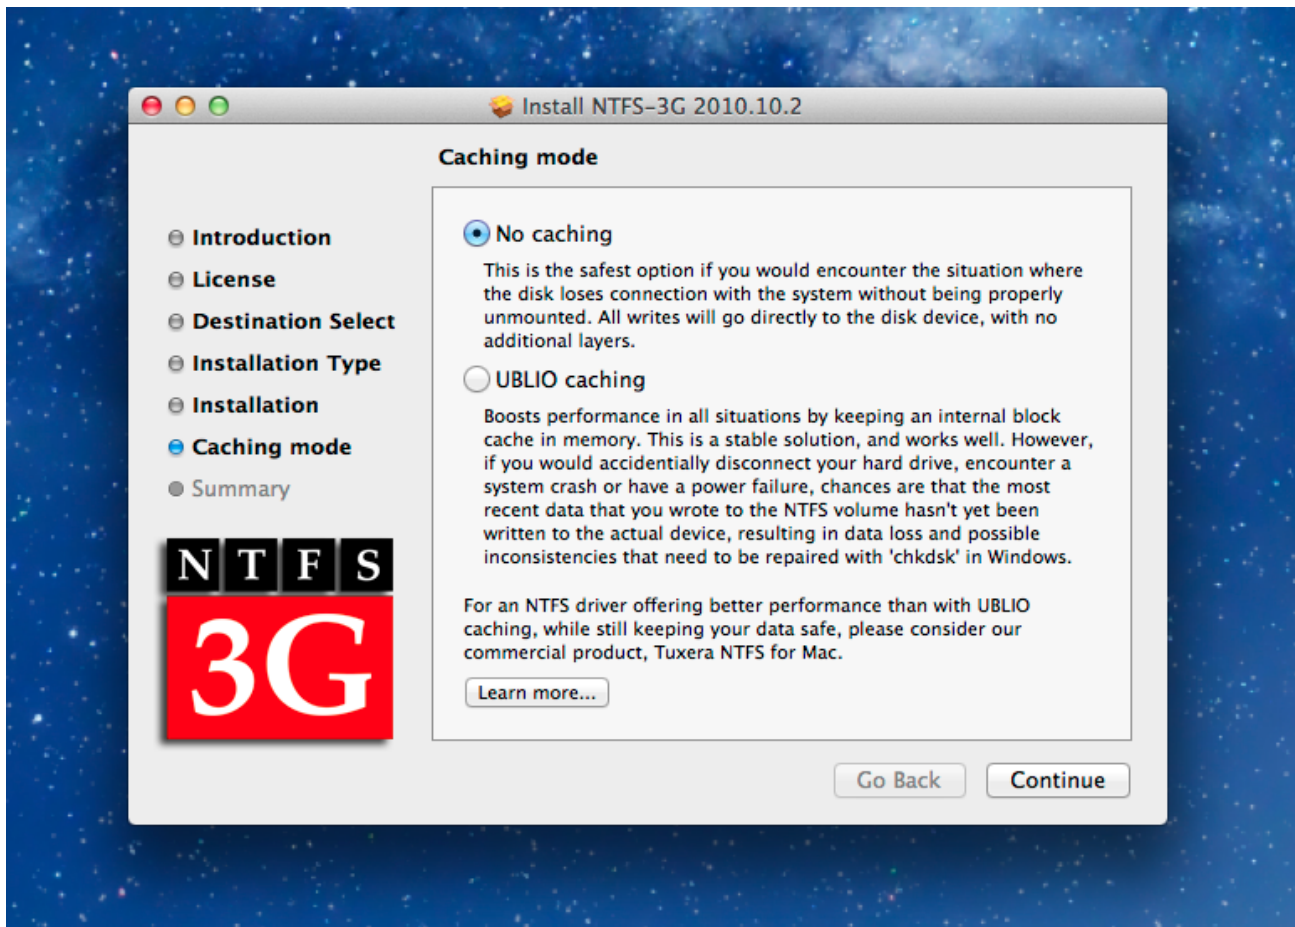 Install NTFS-3G 2010.10.2
Caching mode
Introduction
License
Destination Select
Installation Type
Installation
Caching mode
Summary
NTFS
3G
No caching
This is the safest option if you would encounter the situation where
the disk loses connection with the system without being properly
unmounted. All writes will go directly to the disk device, with no
additional layers.
UBLIO caching
Boosts performance in all situations by keeping an internal block
cache in memory. This is a stable solution, and works well. However,
if you would accidentially disconnect your hard drive, encounter a
system crash or have a power failure, chances are that the most
recent data that you wrote to the NTFS volume hasn't yet been
written to the actual device, resulting in data loss and possible
inconsistencies that need to be repaired with 'chkdsk' in Windows.
For an NTFS driver offering better performance than with UBLIO
caching, while still keeping your data safe, please consider our
commercial product, Tuxera NTFS for Mac.
Learn more...
Go Back
Continue